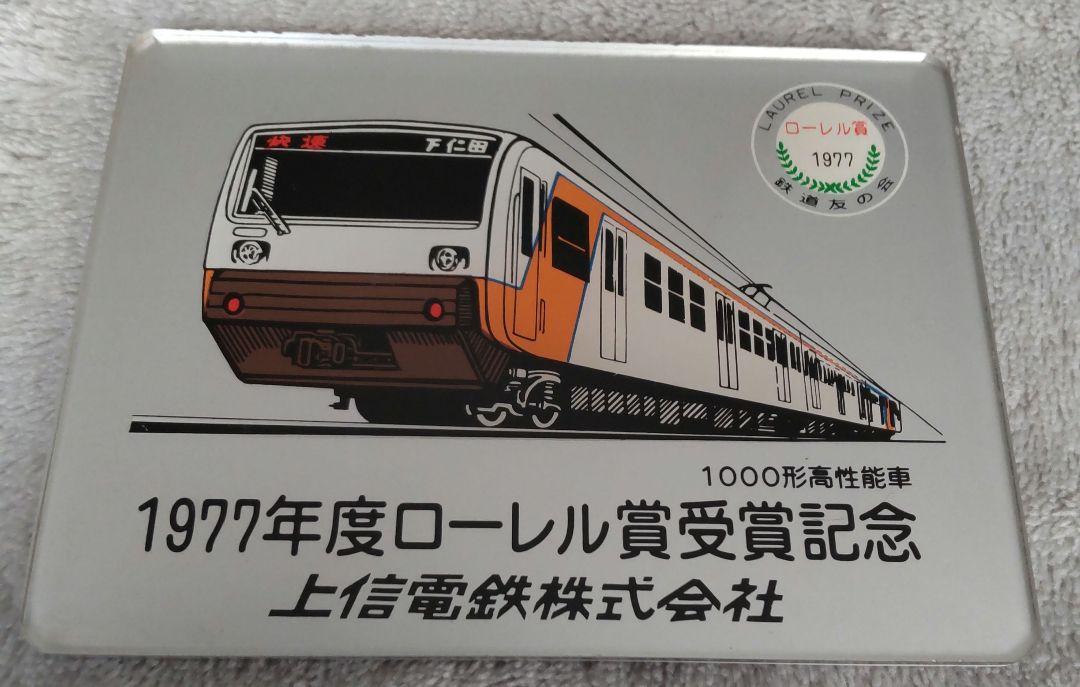 LAUREL PRIZE
ローレル賞
1977
鉄道友の会
快速 下仁田
1000形高性能車
1977年度ローレル賞受賞記念
上信電鉄株式会社